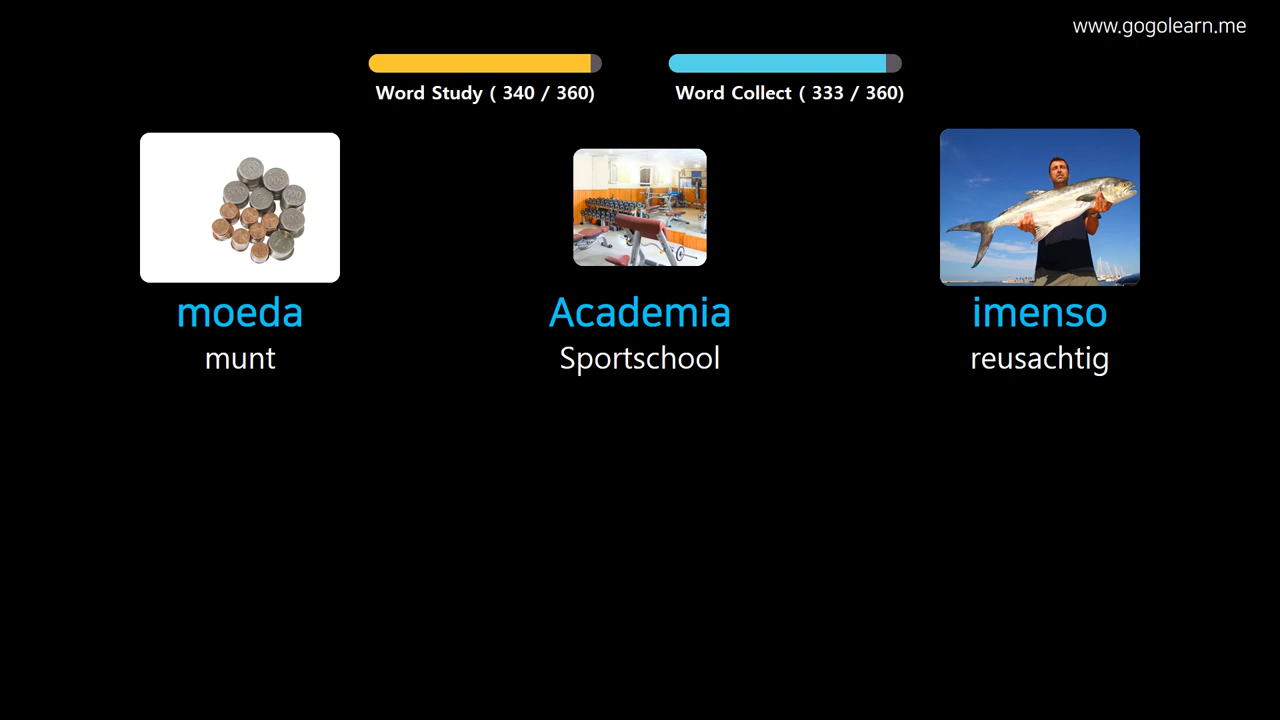 www.gogolearn.me
Word Study ( 340 / 360)
Word Collect ( 333 / 360)
moeda
munt
Academia
Sportschool
imenso
reusachtig